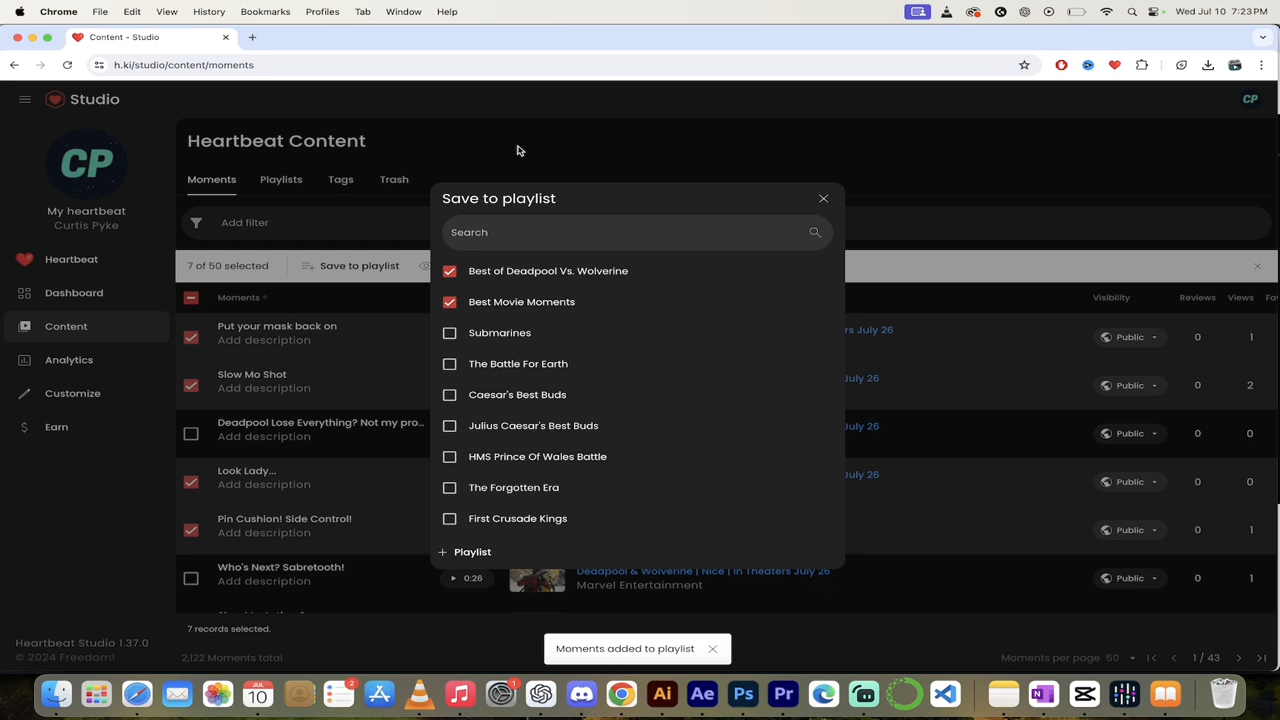 Chrome File Edit View History Bookmarks Profiles Tab Window Help Wed Jul 10 7:23 PM
Content - Studio
h.ki/studio/content/moments
Studio CP
CP
My heartbeat
Curtis Pyke
Heartbeat
Dashboard
Content
Analytics
Customize
$ Earn
Heartbeat Studio 1.37.0
© 2024 Freedom!
Heartbeat Content
Moments Playlists Tags Trash
Add filter
7 of 50 selected Save to playlist
Moments Visibility Reviews Views
Put your mask back on
Add description
July 26 Public 0 1
Slow Mo Shot
Add description
July 26 Public 0 2
Deadpool Lose Everything? Not my pro...
Add description
July 26 Public 0 0
Look Lady...
Add description
July 26 Public 0 0
Pin Cushion! Side Control!
Add description
Public 0 1
Who's Next? Sabretooth!
Add description
0:26
Deadpool & Wolverine | Nice | In Theaters July 26
Marvel Entertainment
Public 0 1
7 records selected.
2,122 Moments total
Moments per page 50 1 / 43
Save to playlist
Search
Best of Deadpool Vs. Wolverine
Best Movie Moments
Submarines
The Battle For Earth
Caesar's Best Buds
Julius Caesar's Best Buds
HMS Prince Of Wales Battle
The Forgotten Era
First Crusade Kings
+ Playlist
Moments added to playlist
JUL
10
2
1
Ai Ae Ps Pr